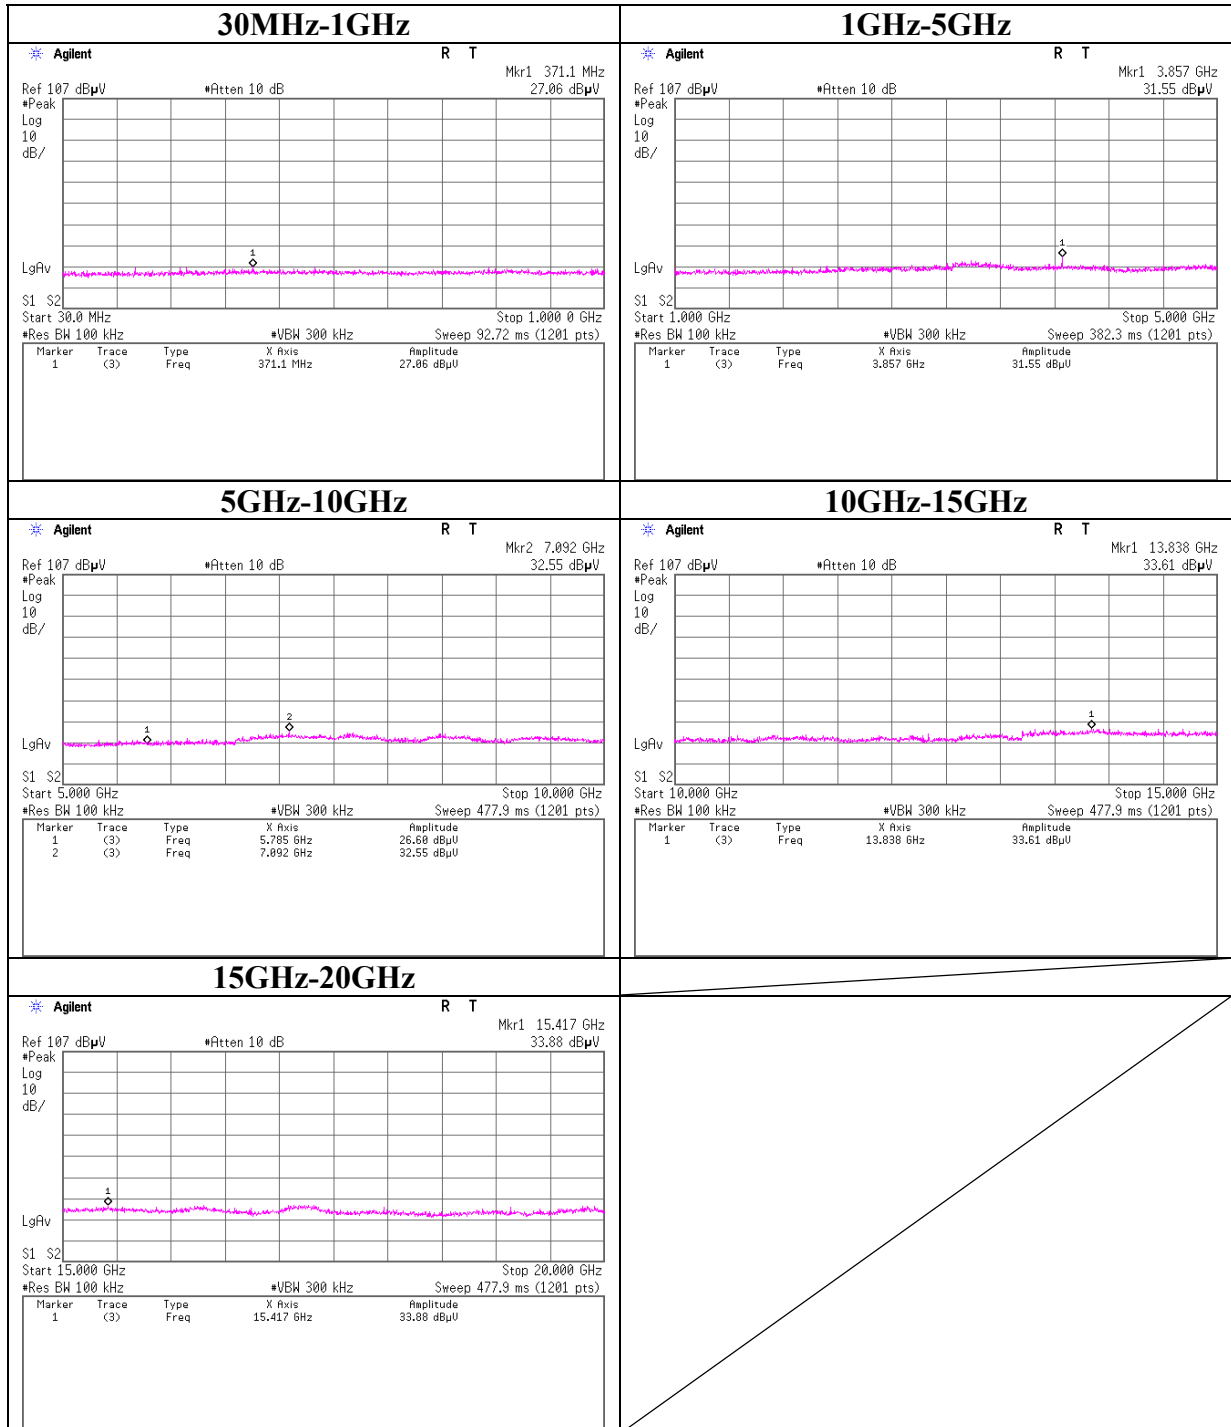 30MHz-1GHz
Agilent R T
Mkr1 371.1 MHz
Ref 107 dBµV #Atten 10 dB 27.06 dBµV
#Peak
Log
10
dB/
1
LgAv
S1 S2
Start 30.0 MHz Stop 1.000 0 GHz
#Res BW 100 kHz #VBW 300 kHz Sweep 92.72 ms (1201 pts)
Marker Trace Type X Axis Amplitude
1 (3) Freq 371.1 MHz 27.06 dBµV
1GHz-5GHz
Agilent R T
Mkr1 3.857 GHz
Ref 107 dBµV #Atten 10 dB 31.55 dBµV
#Peak
Log
10
dB/
1
LgAv
S1 S2
Start 1.000 GHz Stop 5.000 GHz
#Res BW 100 kHz #VBW 300 kHz Sweep 382.3 ms (1201 pts)
Marker Trace Type X Axis Amplitude
1 (3) Freq 3.857 GHz 31.55 dBµV
5GHz-10GHz
Agilent R T
Mkr2 7.092 GHz
Ref 107 dBµV #Atten 10 dB 32.55 dBµV
#Peak
Log
10
dB/
1 2
LgAv
S1 S2
Start 5.000 GHz Stop 10.000 GHz
#Res BW 100 kHz #VBW 300 kHz Sweep 477.9 ms (1201 pts)
Marker Trace Type X Axis Amplitude
1 (3) Freq 5.785 GHz 26.60 dBµV
2 (3) Freq 7.092 GHz 32.55 dBµV
10GHz-15GHz
Agilent R T
Mkr1 13.838 GHz
Ref 107 dBµV #Atten 10 dB 33.61 dBµV
#Peak
Log
10
dB/
1
LgAv
S1 S2
Start 10.000 GHz Stop 15.000 GHz
#Res BW 100 kHz #VBW 300 kHz Sweep 477.9 ms (1201 pts)
Marker Trace Type X Axis Amplitude
1 (3) Freq 13.838 GHz 33.61 dBµV
15GHz-20GHz
Agilent R T
Mkr1 15.417 GHz
Ref 107 dBµV #Atten 10 dB 33.88 dBµV
#Peak
Log
10
dB/
1
LgAv
S1 S2
Start 15.000 GHz Stop 20.000 GHz
#Res BW 100 kHz #VBW 300 kHz Sweep 477.9 ms (1201 pts)
Marker Trace Type X Axis Amplitude
1 (3) Freq 15.417 GHz 33.88 dBµV